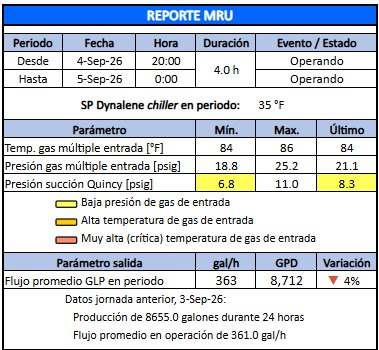 REPORTE MRU
Periodo Fecha Hora Duración Evento / Estado
Desde 4-Sep-26 20:00 4.0 h Operando
Hasta 5-Sep-26 0:00 Operando
SP Dynalene chiller en periodo: 35 °F
Parámetro Mín. Max. Último
Temp. gas múltiple entrada [°F] 84 86 84
Presión gas múltiple entrada [psig] 18.8 25.2 21.1
Presión succión Quincy [psig] 6.8 11.0 8.3
Baja presión de gas de entrada
Alta temperatura de gas de entrada
Muy alta (crítica) temperatura de gas de entrada
Parámetro salida gal/h GPD Variación
Flujo promedio GLP en periodo 363 8,712 ▼ 4%
Datos jornada anterior, 3-Sep-26:
Producción de 8655.0 galones durante 24 horas
Flujo promedio en operación de 361.0 gal/h